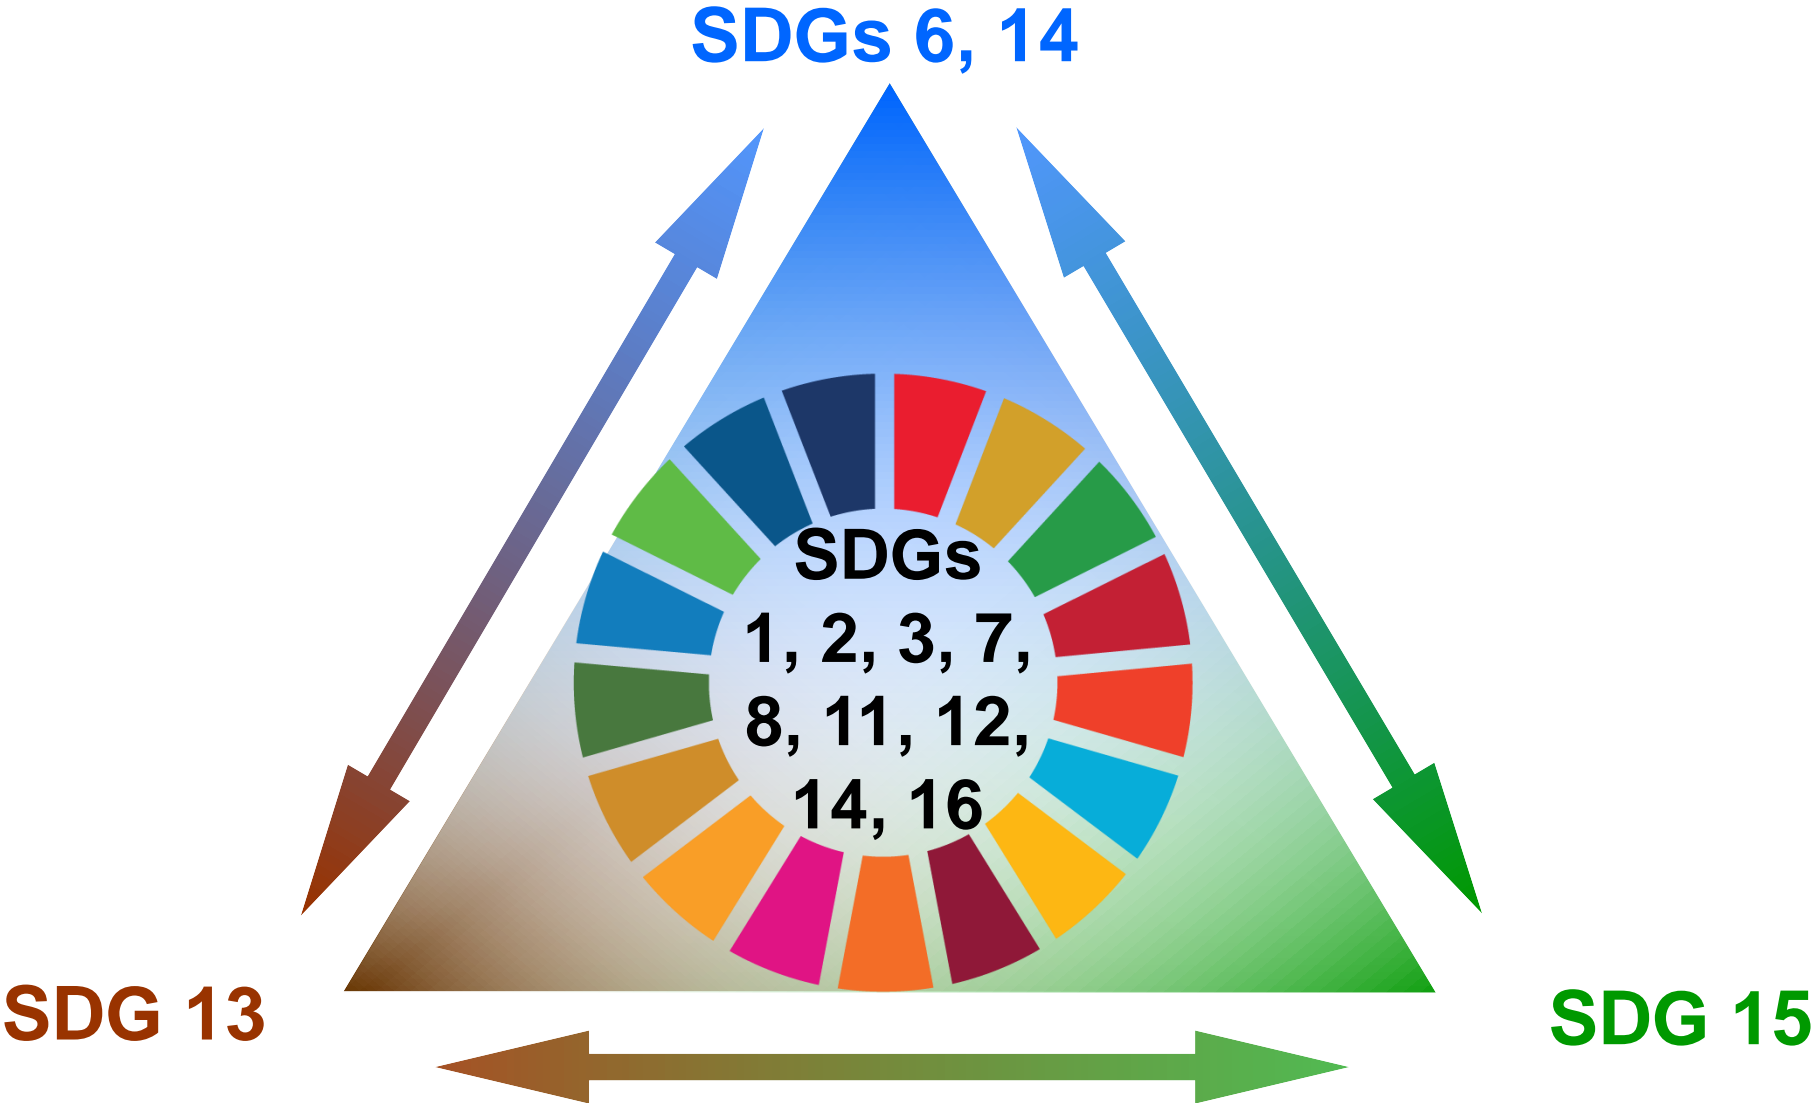 SDGs 6, 14
SDGs
1, 2, 3, 7,
8, 11, 12,
14, 16
SDG 13
SDG 15